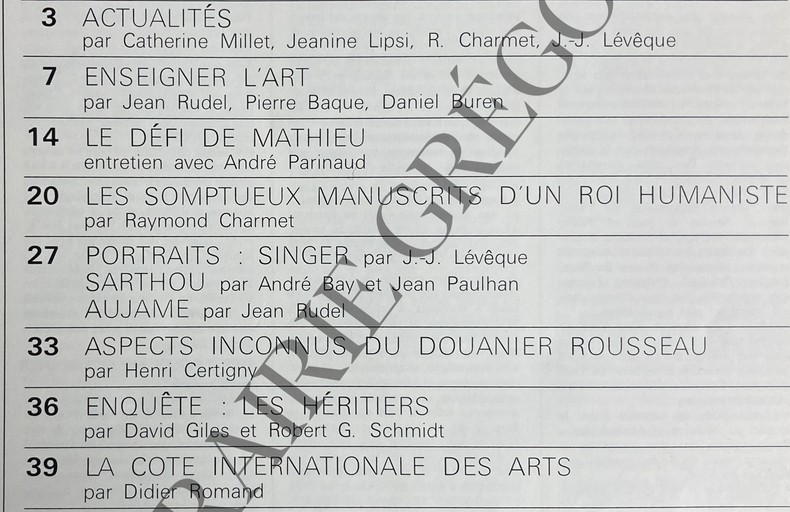 3 ACTUALITÉS
par Catherine Millet, Jeanine Lipsi, R. Charmet, J.-J. Lévêque
7 ENSEIGNER L'ART
par Jean Rudel, Pierre Baque, Daniel Buren
14 LE DÉFI DE MATHIEU
entretien avec André Parinaud
20 LES SOMPTUEUX MANUSCRITS D'UN ROI HUMANISTE
par Raymond Charmet
27 PORTRAITS : SINGER par J.-J. Lévêque
SARTHOU par André Bay et Jean Paulhan
AUJAME par Jean Rudel
33 ASPECTS INCONNUS DU DOUANIER ROUSSEAU
par Henri Certigny
36 ENQUÊTE : LES HÉRITIERS
par David Giles et Robert G. Schmidt
39 LA COTE INTERNATIONALE DES ARTS
par Didier Romand
RAIRIE GRÉGO